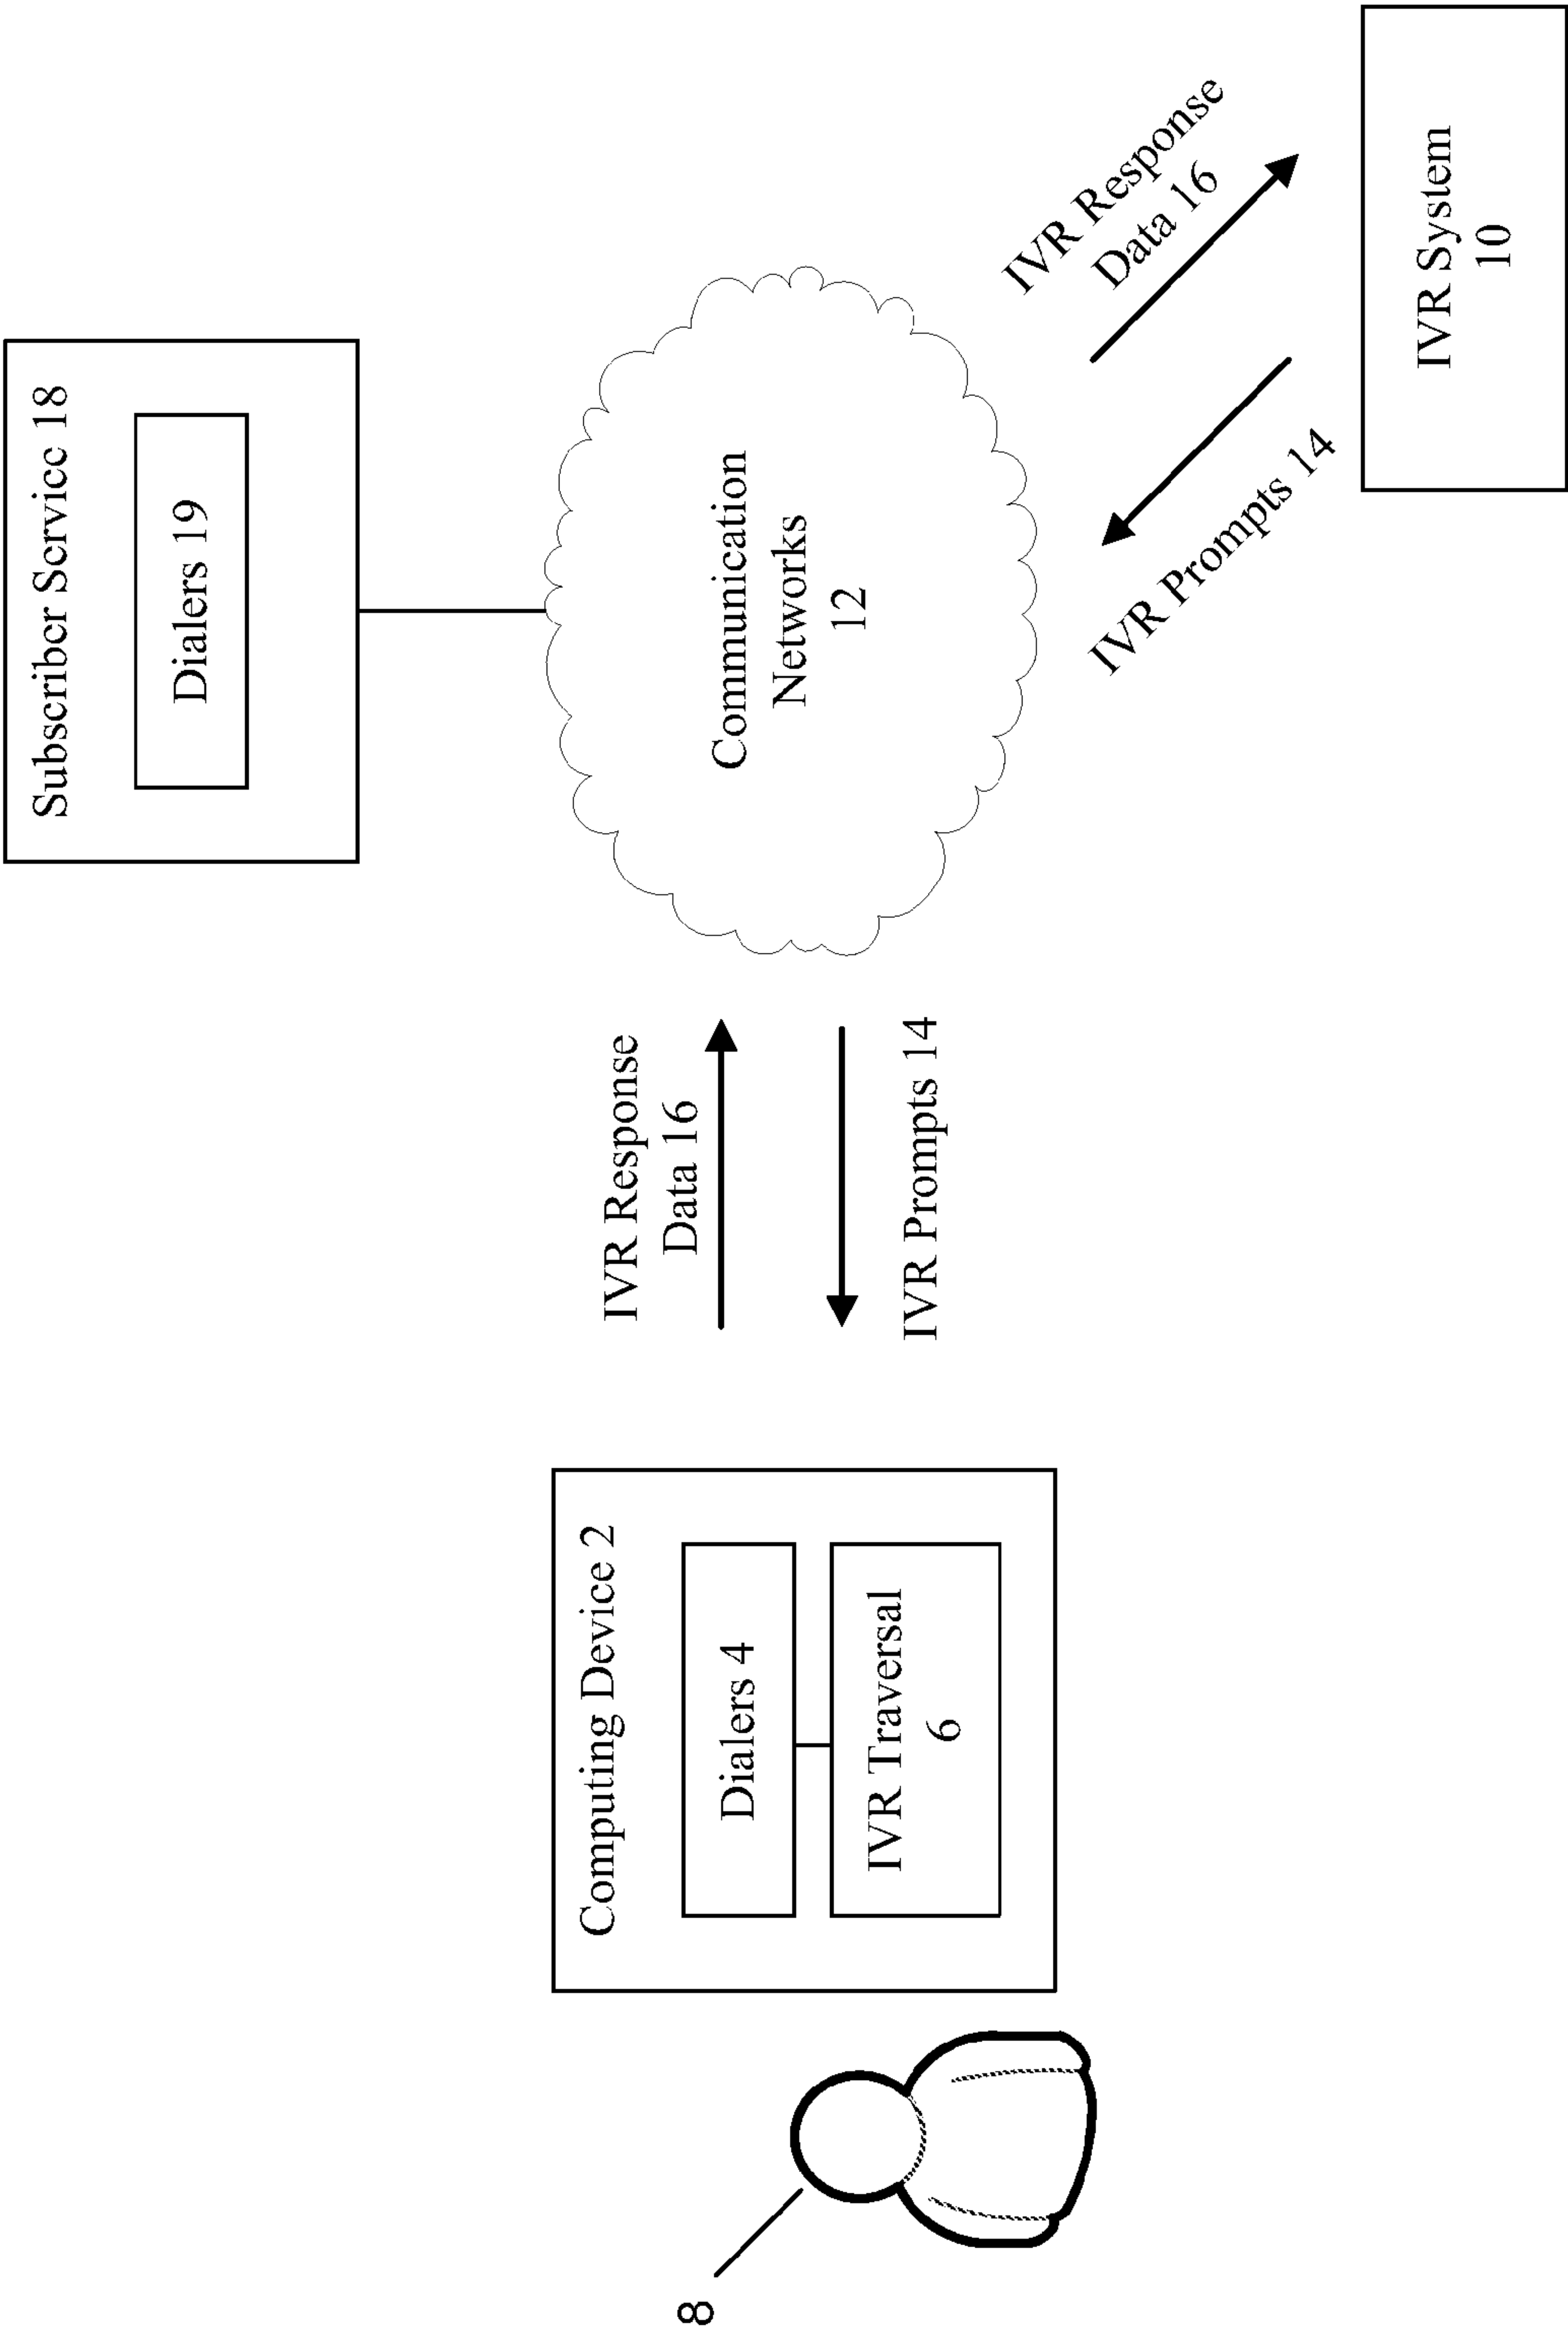 Subscriber Service 18
Dialers 19
Communication
Networks
12
IVR Response
Data 16
IVR Prompts 14
IVR Response
Data 16
IVR Prompts 14
IVR System
10
Computing Device 2
Dialers 4
IVR Traversal
6
8